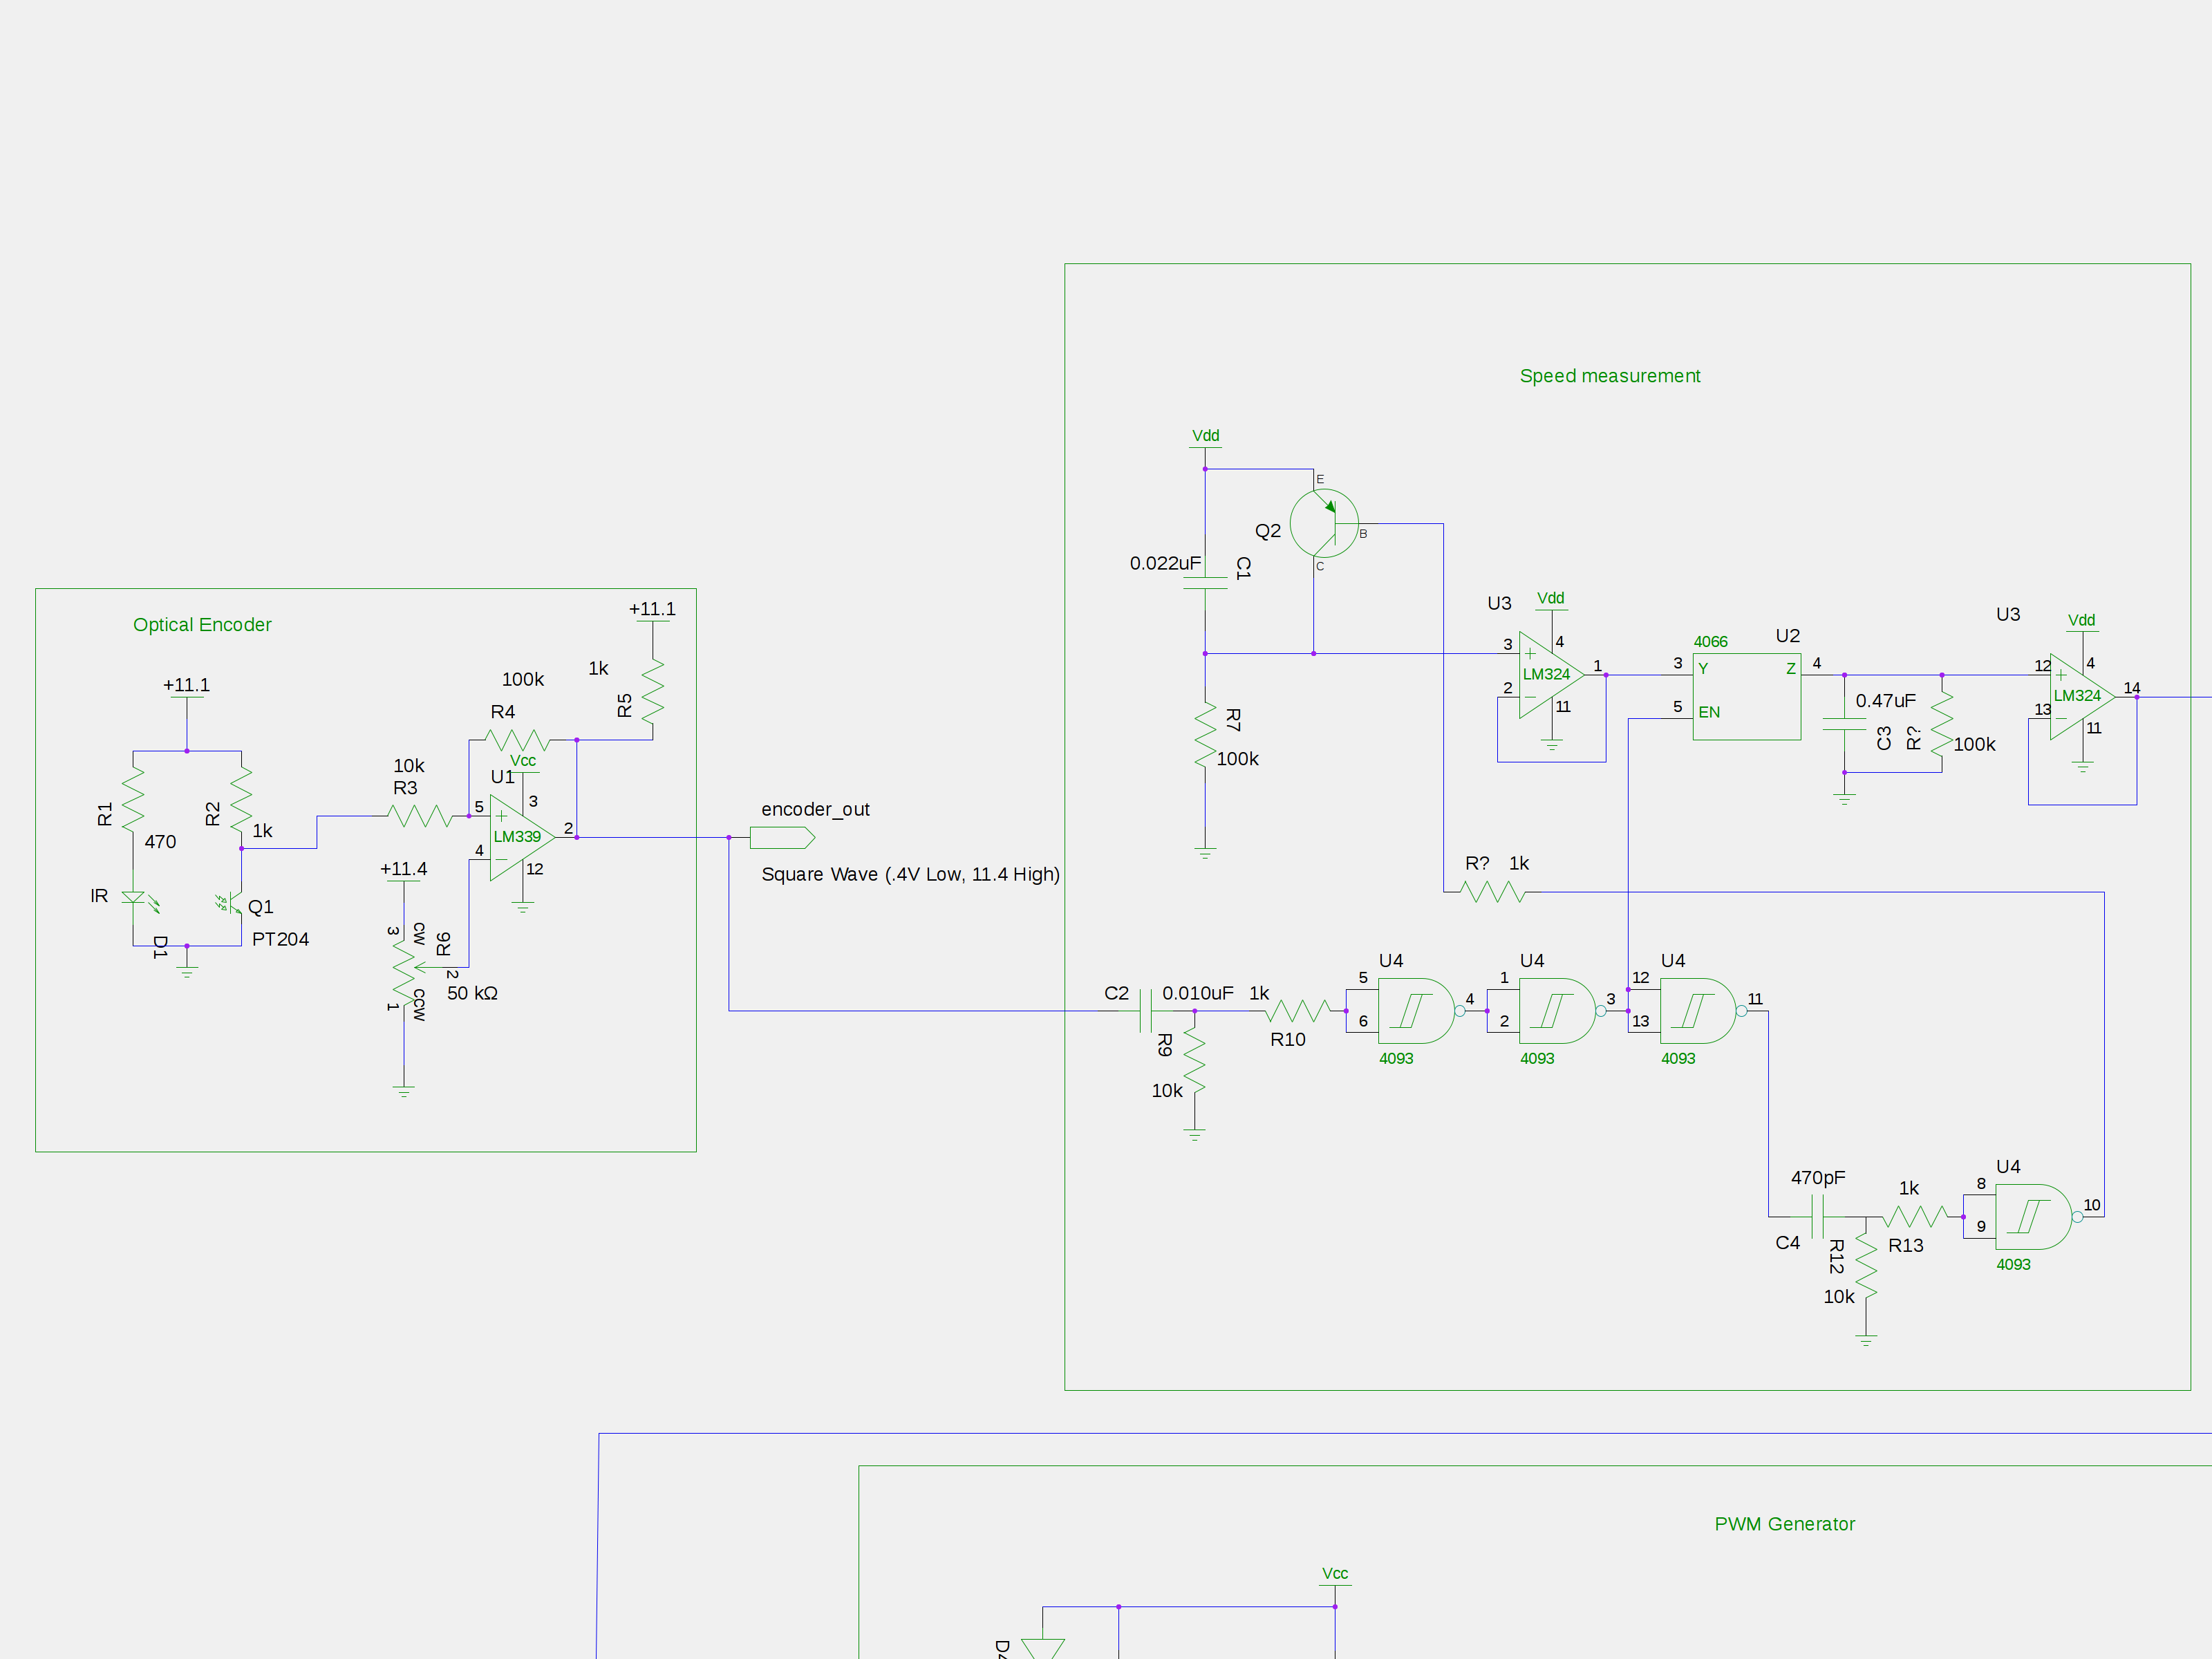 Speed measurement
Vdd
E
Q2
B
C
0.022uF
C1
R7
100k
U3
Vdd
3
4
LM324
1
2
11
4066
U2
3
Y
Z
4
5
EN
0.47uF
C3
R?
100k
U3
Vdd
12
4
LM324
14
13
11
Optical Encoder
+11.1
R1
470
R2
1k
IR
D1
Q1
PT204
+11.1
1k
R5
100k
R4
Vcc
10k
R3
U1
5
3
LM339
2
4
12
+11.4
3
CW
R6
2
50 kΩ
1
CCW
encoder_out
Square Wave (.4V Low, 11.4 High)
R? 1k
C2
0.010uF
1k
R9
10k
R10
U4
5
4
6
4093
U4
1
3
2
4093
U4
12
11
13
4093
470pF
C4
R12
10k
1k
R13
U4
8
10
9
4093
PWM Generator
Vcc